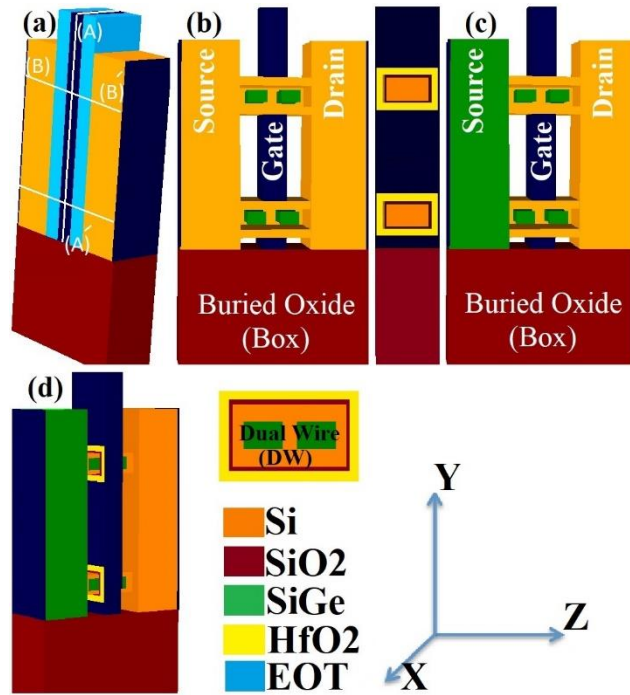 (a)
(A)
(B)
(B)´
(A)´
(b)
Source
Gate
Drain
Buried Oxide
(Box)
(c)
Source
Gate
Drain
Buried Oxide
(Box)
(d)
Dual Wire
(DW)
Si
SiO2
SiGe
HfO2
EOT
Y
Z
X